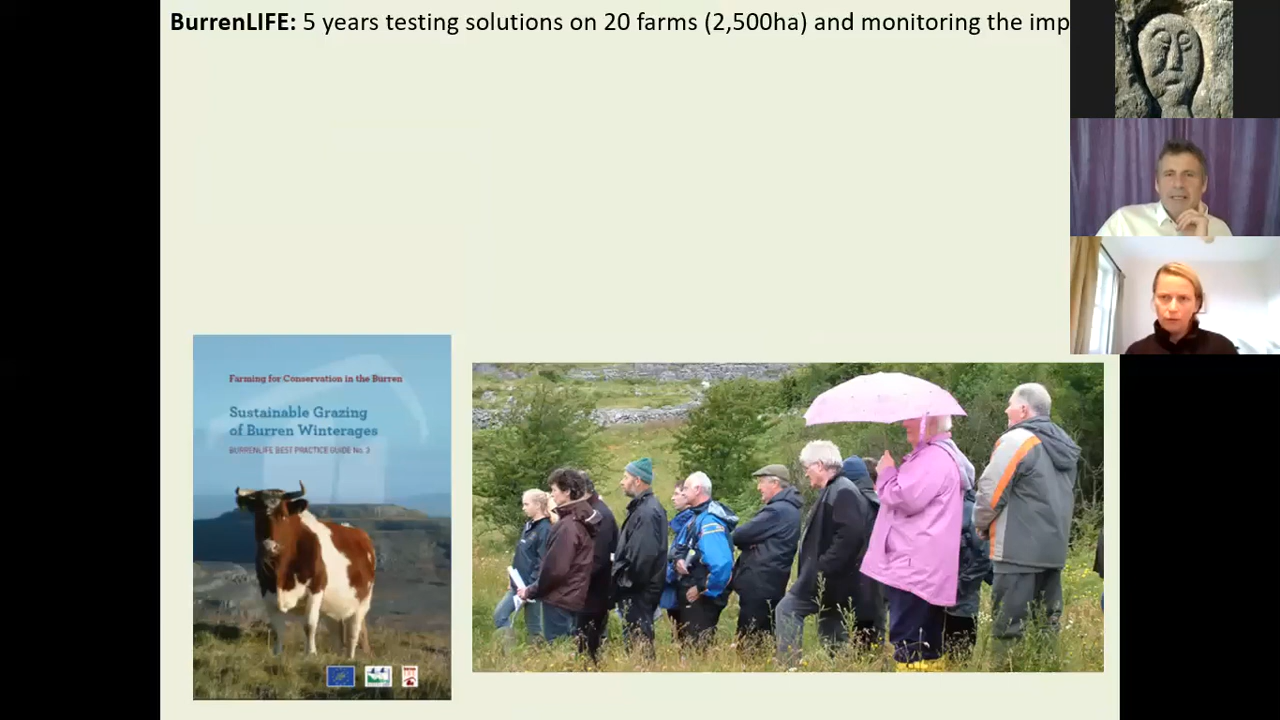 BurrenLIFE: 5 years testing solutions on 20 farms (2,500ha) and monitoring the imp
Farming for Conservation in the Burren
Sustainable Grazing
of Burren Winterages
BURRENLIFE BEST PRACTICE GUIDE No. 3